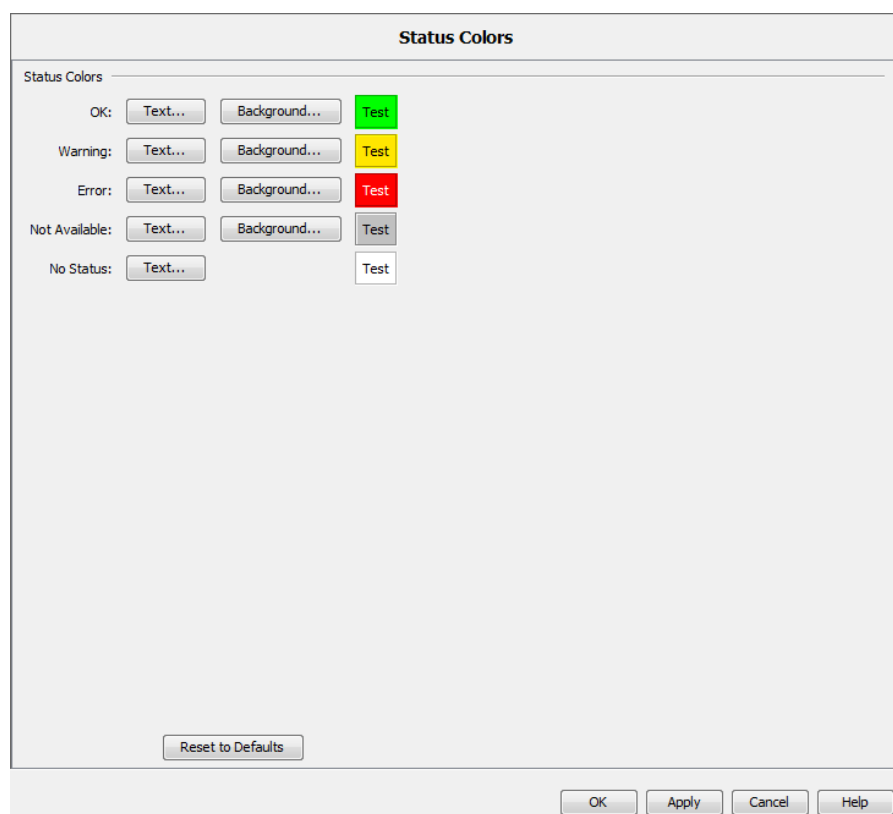 Status Colors
Status Colors
OK: Text... Background... Test
Warning: Text... Background... Test
Error: Text... Background... Test
Not Available: Text... Background... Test
No Status: Text... Test
Reset to Defaults
OK Apply Cancel Help